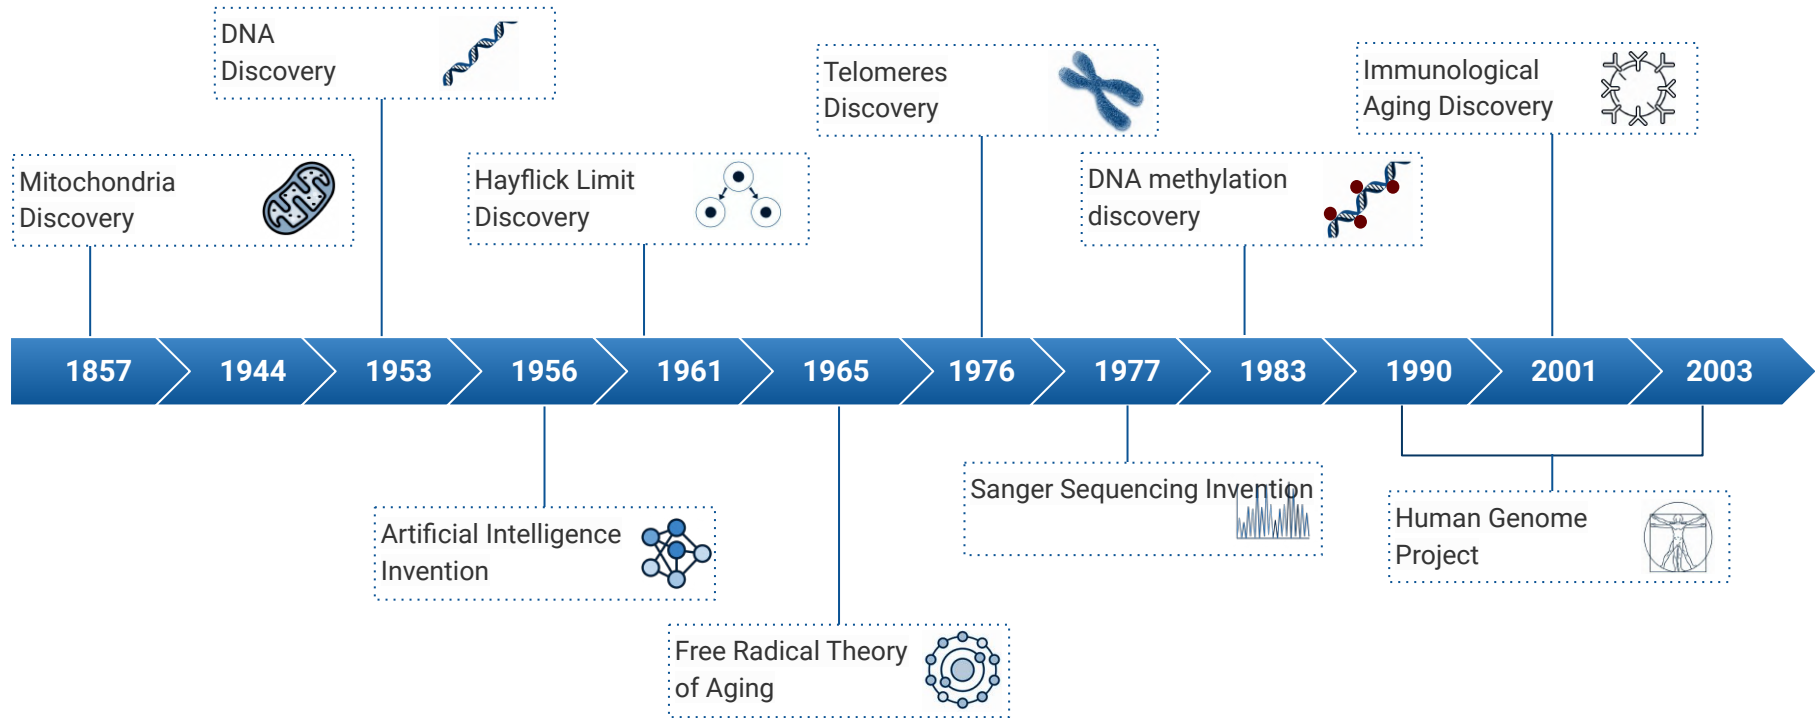 DNA
Discovery
Telomeres
Discovery
Immunological
Aging Discovery
Mitochondria
Discovery
Hayflick Limit
Discovery
DNA methylation
discovery
1857
1944
1953
1956
1961
1965
1976
1977
1983
1990
2001
2003
Sanger Sequencing Invention
Artificial Intelligence
Invention
Human Genome
Project
Free Radical Theory
of Aging